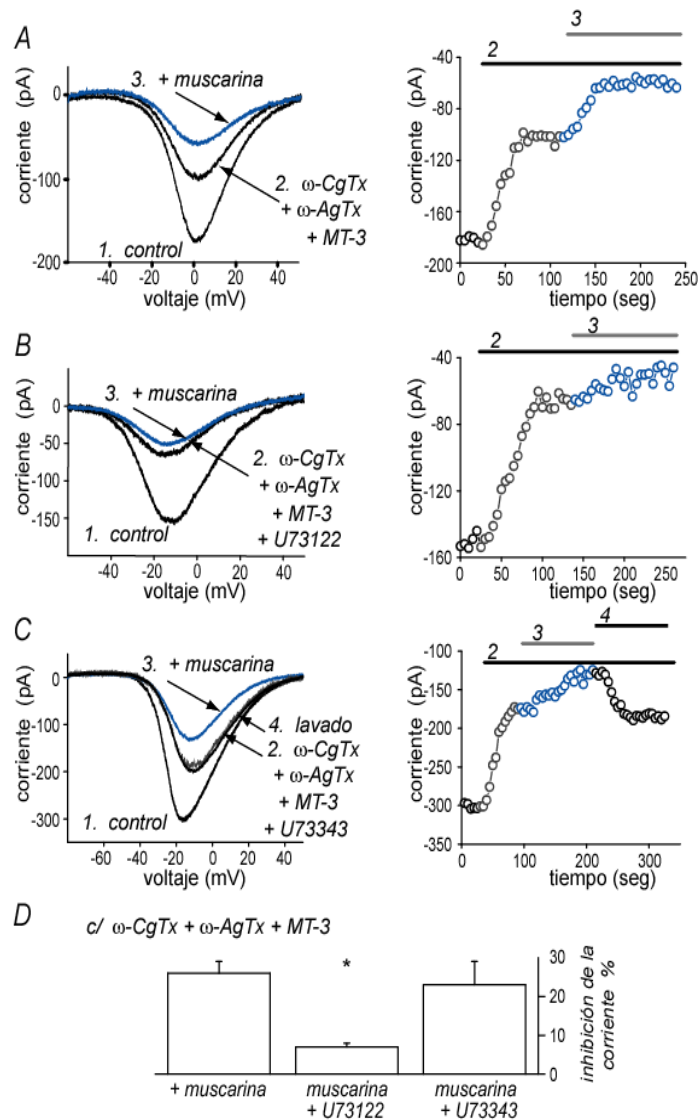 A
corriente (pA)
0
-100
-200
3. + muscarina
2. ω-CgTx
+ ω-AgTx
+ MT-3
1. control
-40 -20 0 20 40
voltaje (mV)
3
2
corriente (pA)
-40
-80
-120
-160
-200
0 50 100 150 200 250
tiempo (seg)
B
corriente (pA)
0
-50
-100
-150
3. + muscarina
2. ω-CgTx
+ ω-AgTx
+ MT-3
+ U73122
1. control
-40 -20 0 20 40
voltaje (mV)
3
2
corriente (pA)
-40
-80
-120
-160
0 50 100 150 200 250
tiempo (seg)
C
corriente (pA)
0
-100
-200
-300
3. + muscarina
4. lavado
2. ω-CgTx
+ ω-AgTx
+ MT-3
+ U73343
1. control
-60 -40 -20 0 20 40
voltaje (mV)
4
3
2
corriente (pA)
-100
-150
-200
-250
-300
-350
0 100 200 300
tiempo (seg)
D
c/ ω-CgTx + ω-AgTx + MT-3
*
30
20
10
0
inhibición de la
corriente %
+ muscarina
muscarina
+ U73122
muscarina
+ U73343